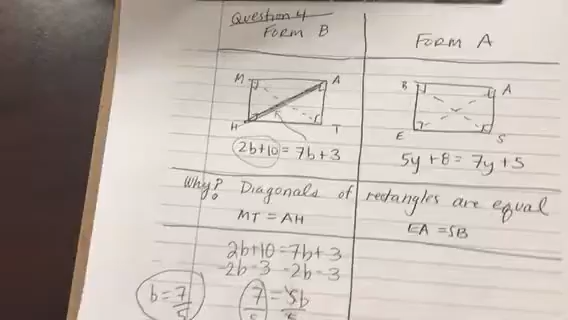 Question 4
FORM B
FORM A
M A
H T
B A
E S
2b+10 = 7b+3
5y+8 = 7y+5
Why? Diagonals of rectangles are equal
MT = AH
EA = SB
2b+10 = 7b+3
-2b-3 -2b-3
b = 7/5
7 = 5b
5 5